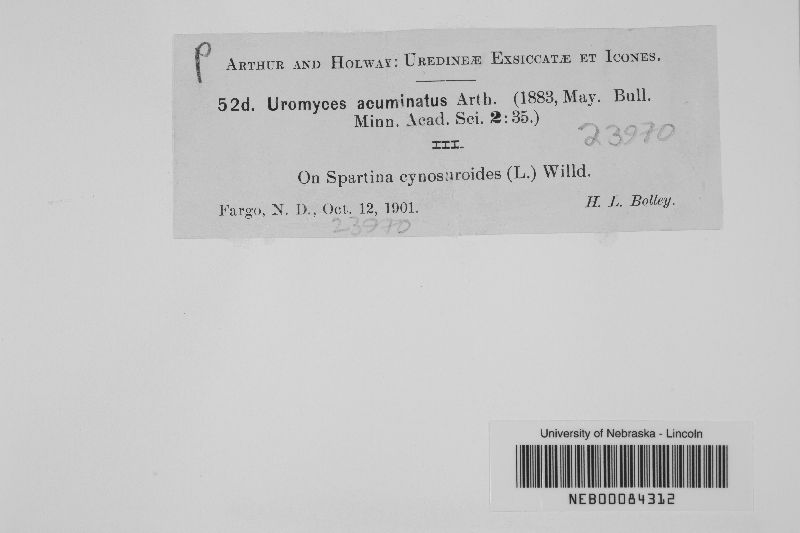 P
ARTHUR AND HOLWAY: UREDINEÆ EXSICCATÆ ET ICONES.
52d. Uromyces acuminatus Arth. (1883, May. Bull.
Minn. Acad. Sci. 2:35.)
23970
III.
On Spartina cynosuroides (L.) Willd.
Fargo, N. D., Oct. 12, 1901.
H. L. Bolley.
23970
University of Nebraska - Lincoln
NEB00084312